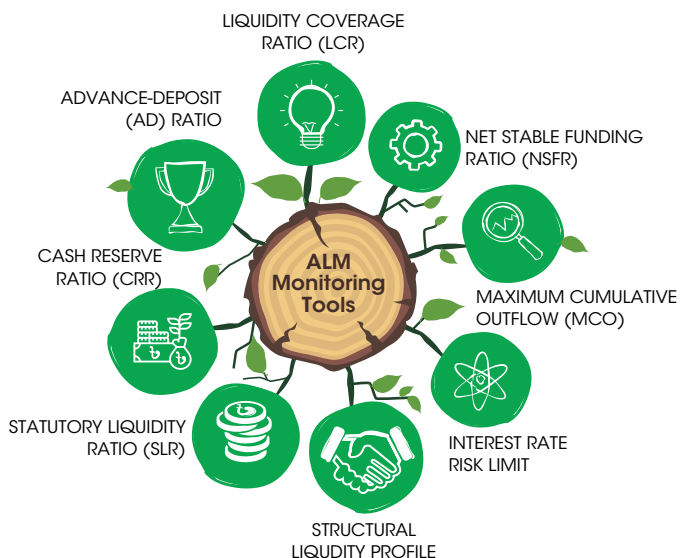 LIQUIDITY COVERAGE
RATIO (LCR)
ADVANCE-DEPOSIT
(AD) RATIO
NET STABLE FUNDING
RATIO (NSFR)
CASH RESERVE
RATIO (CRR)
ALM
Monitoring
Tools
MAXIMUM CUMULATIVE
OUTFLOW (MCO)
৳
৳
STATUTORY LIQUIDITY
RATIO (SLR)
৳
INTEREST RATE
RISK LIMIT
STRUCTURAL
LIQUDITY PROFILE